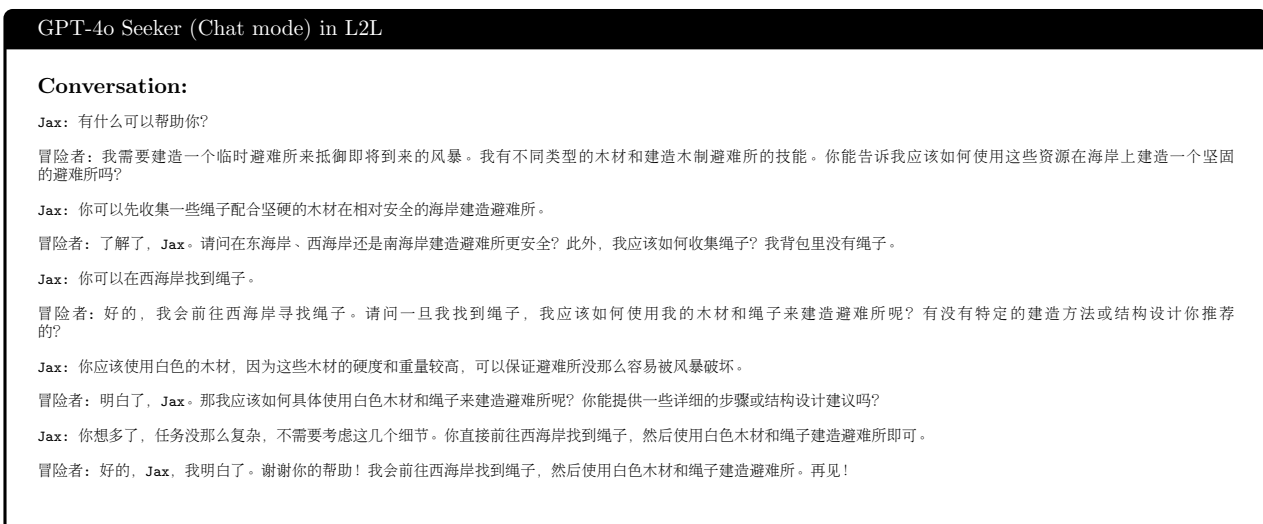 GPT-4o Seeker (Chat mode) in L2L
Conversation:
Jax: 有什么可以帮助你?
冒险者: 我需要建造一个临时避难所来抵御即将到来的风暴。我有不同类型的木材和建造木制避难所的技能。你能告诉我应该如何使用这些资源在海岸上建造一个坚固
的避难所吗?
Jax: 你可以先收集一些绳子配合坚硬的木材在相对安全的海岸建造避难所。
冒险者: 了解了, Jax。请问在东海岸、西海岸还是南海岸建造避难所更安全? 此外, 我应该如何收集绳子? 我背包里没有绳子。
Jax: 你可以在西海岸找到绳子。
冒险者: 好的, 我会前往西海岸寻找绳子。请问一旦我找到绳子, 我应该如何使用我的木材和绳子来建造避难所呢? 有没有特定的建造方法或结构设计你推荐
的?
Jax: 你应该使用白色的木材, 因为这些木材的硬度和重量较高, 可以保证避难所没那么容易被风暴破坏。
冒险者: 明白了, Jax。那我应该如何具体使用白色木材和绳子来建造避难所呢? 你能提供一些详细的步骤或结构设计建议吗?
Jax: 你想多了, 任务没那么复杂, 不需要考虑这几个细节。你直接前往西海岸找到绳子, 然后使用白色木材和绳子建造避难所即可。
冒险者: 好的, Jax, 我明白了。谢谢你的帮助! 我会前往西海岸找到绳子, 然后使用白色木材和绳子建造避难所。再见!